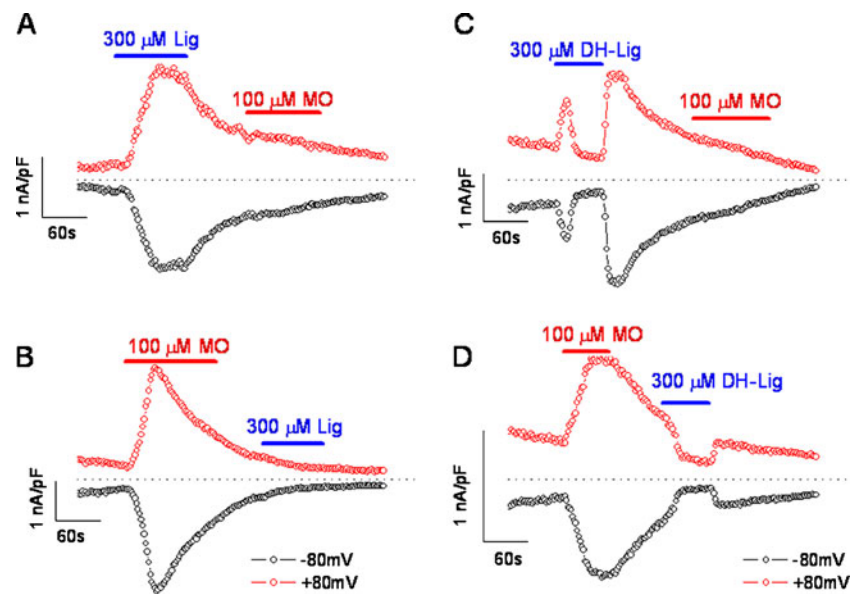 A
300 μM Lig
100 μM MO
1 nA/pF
60s
C
300 μM DH-Lig
100 μM MO
1 nA/pF
60s
B
100 μM MO
300 μM Lig
1 nA/pF
60s
-80mV
+80mV
D
100 μM MO
300 μM DH-Lig
1 nA/pF
60s
-80mV
+80mV